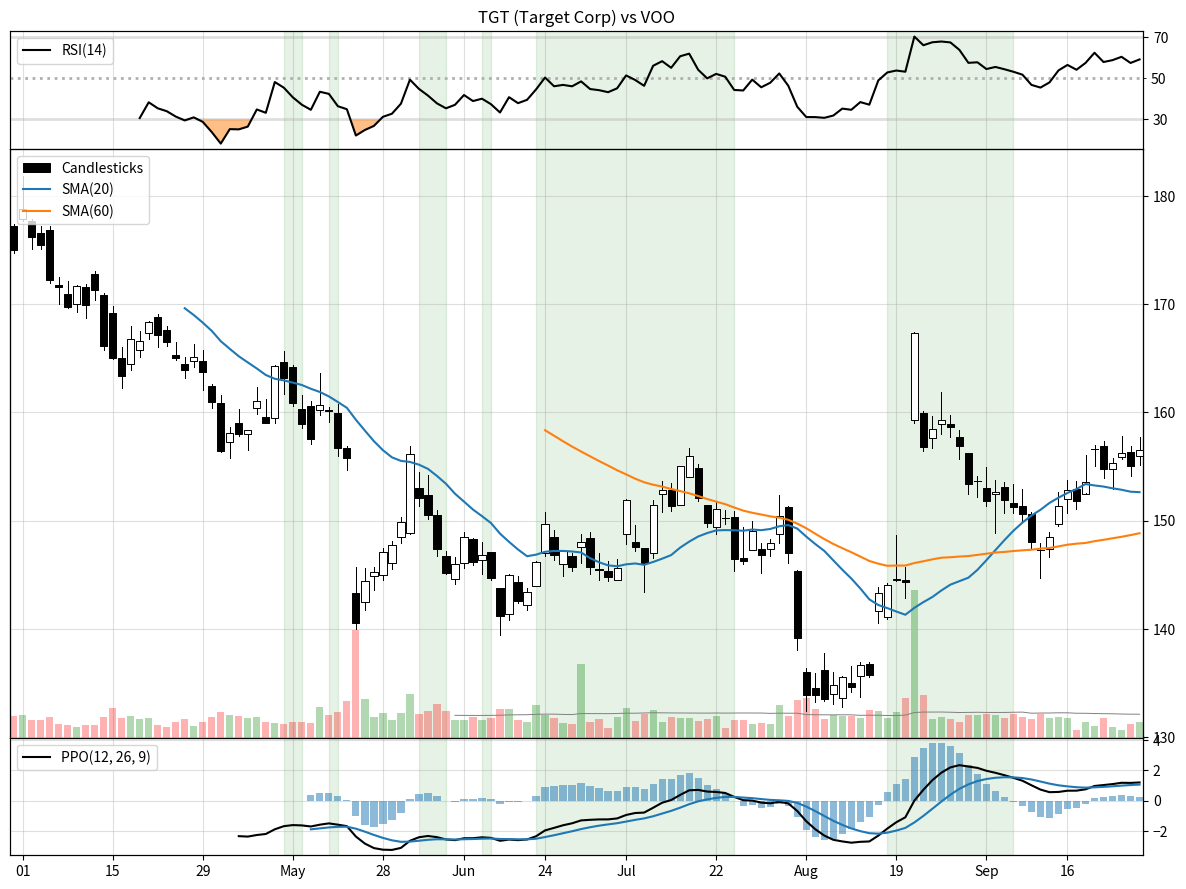 TGT (Target Corp) vs VOO
RSI(14)
70
50
30
Candlesticks
SMA(20)
SMA(60)
180
170
160
150
140
130
PPO(12, 26, 9)
4
2
0
−2
01 15 29 May 28 Jun 24 Jul 22 Aug 19 Sep 16